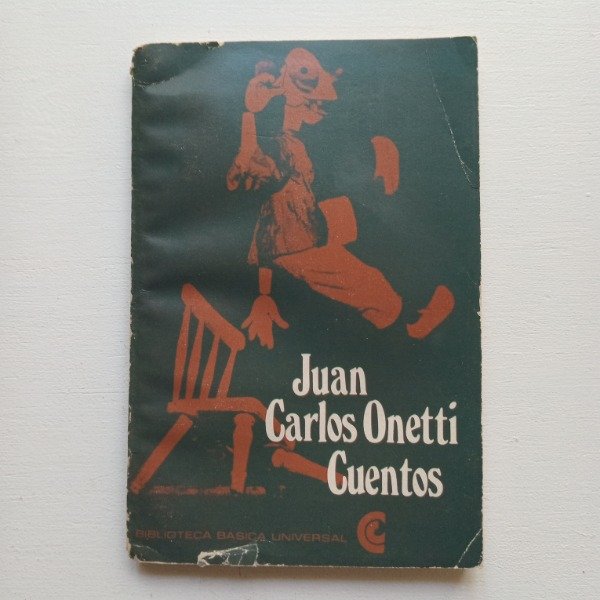 Juan
Carlos Onetti
Cuentos
BIBLIOTECA BASICA UNIVERSAL